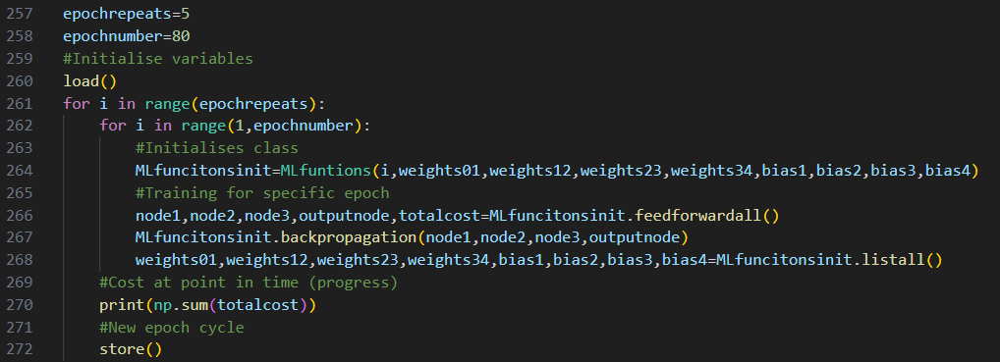 257 epochrepeats=5
258 epochnumber=80
259 #Initialise variables
260 load()
261 for i in range(epochrepeats):
262 for i in range(1,epochnumber):
263 #Initialises class
264 MLfuncitonsinit=MLfuntions(i,weights01,weights12,weights23,weights34,bias1,bias2,bias3,bias4)
265 #Training for specific epoch
266 node1,node2,node3,outputnode,totalcost=MLfuncitonsinit.feedforwardall()
267 MLfuncitonsinit.backpropagation(node1,node2,node3,outputnode)
268 weights01,weights12,weights23,weights34,bias1,bias2,bias3,bias4=MLfuncitonsinit.listall()
269 #Cost at point in time (progress)
270 print(np.sum(totalcost))
271 #New epoch cycle
272 store()